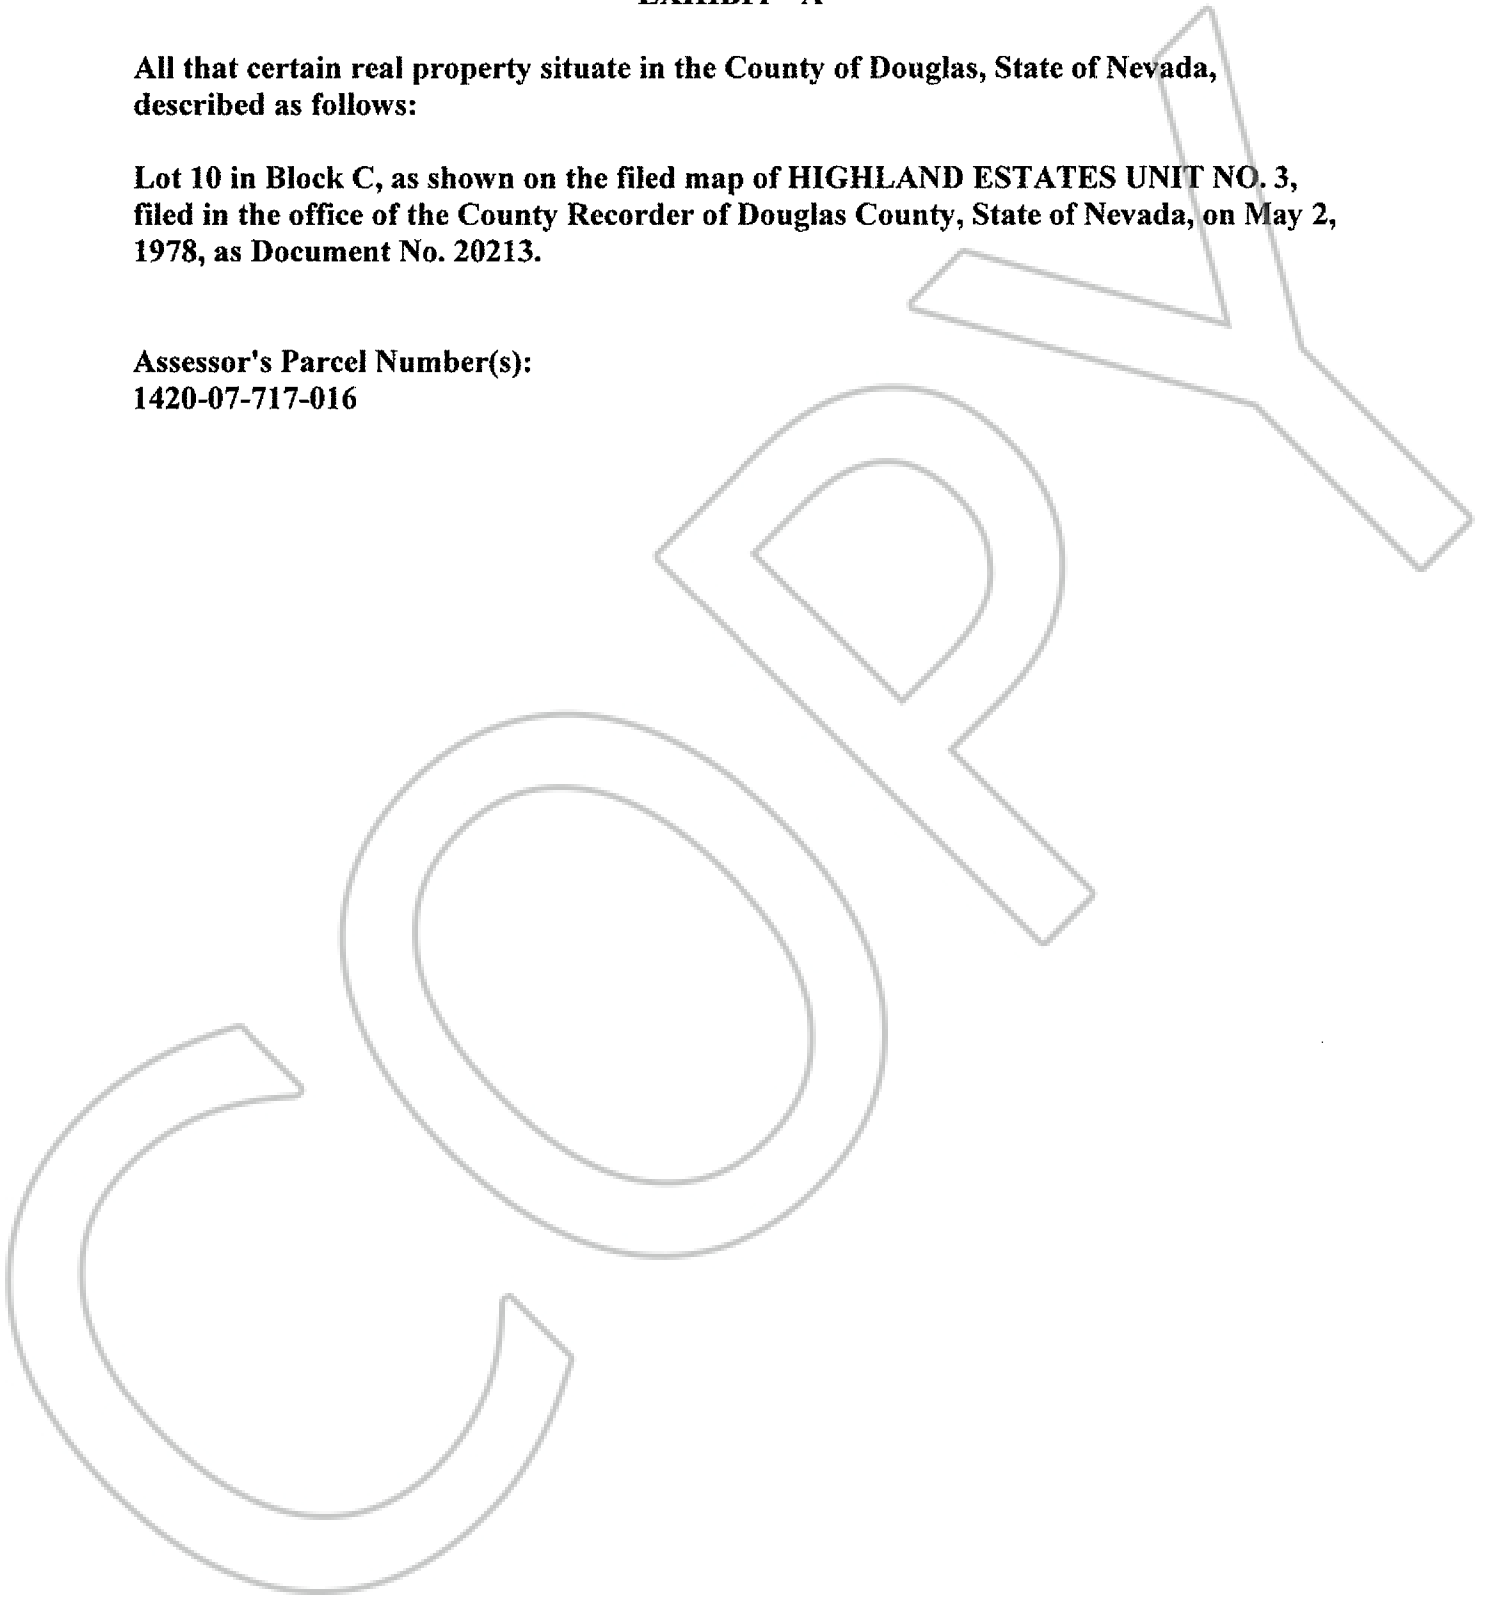 EXHIBIT "A"
All that certain real property situate in the County of Douglas, State of Nevada,
described as follows:
Lot 10 in Block C, as shown on the filed map of HIGHLAND ESTATES UNIT NO. 3,
filed in the office of the County Recorder of Douglas County, State of Nevada, on May 2,
1978, as Document No. 20213.
Assessor's Parcel Number(s):
1420-07-717-016
COPY